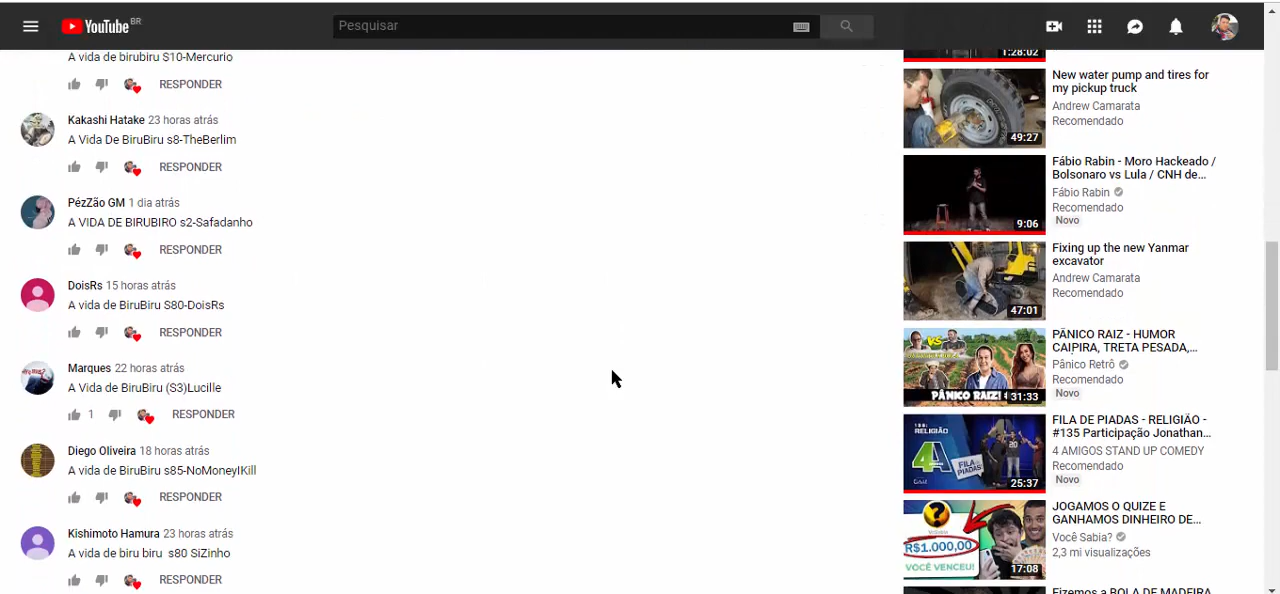 YouTube BR
Pesquisar
A vida de birubiru S10-Mercurio
RESPONDER
Kakashi Hatake 23 horas atrás
A Vida De BiruBiru s8-TheBerlim
RESPONDER
PézZão GM 1 dia atrás
A VIDA DE BIRUBIRO s2-Safadanho
RESPONDER
DoisRs 15 horas atrás
A vida de BiruBiru S80-DoisRs
RESPONDER
Marques 22 horas atrás
A Vida de BiruBiru (S3)Lucille
1 RESPONDER
Diego Oliveira 18 horas atrás
A vida de BiruBiru s85-NoMoneyIKill
RESPONDER
Kishimoto Hamura 23 horas atrás
A vida de biru biru s80 SiZinho
RESPONDER
1:28:02
New water pump and tires for
my pickup truck
Andrew Camarata
Recomendado
49:27
Fábio Rabin - Moro Hackeado /
Bolsonaro vs Lula / CNH de...
Fábio Rabin
Recomendado
Novo
9:06
Fixing up the new Yanmar
excavator
Andrew Camarata
Recomendado
47:01
PÂNICO RAIZ - HUMOR
CAIPIRA, TRETA PESADA,...
Pânico Retrô
Recomendado
Novo
VS
PÂNICO RAIZ!
31:33
FILA DE PIADAS - RELIGIÃO -
#135 Participação Jonathan...
4 AMIGOS STAND UP COMEDY
Recomendado
Novo
RELIGIÃO
4A
FILA DE
PIADAS
25:37
JOGAMOS O QUIZE E
GANHAMOS DINHEIRO DE...
Você Sabia?
2,3 mi visualizações
R$1.000,00
VOCÊ VENCEU!
17:08
Fizemos a BOLA DE MADEIRA